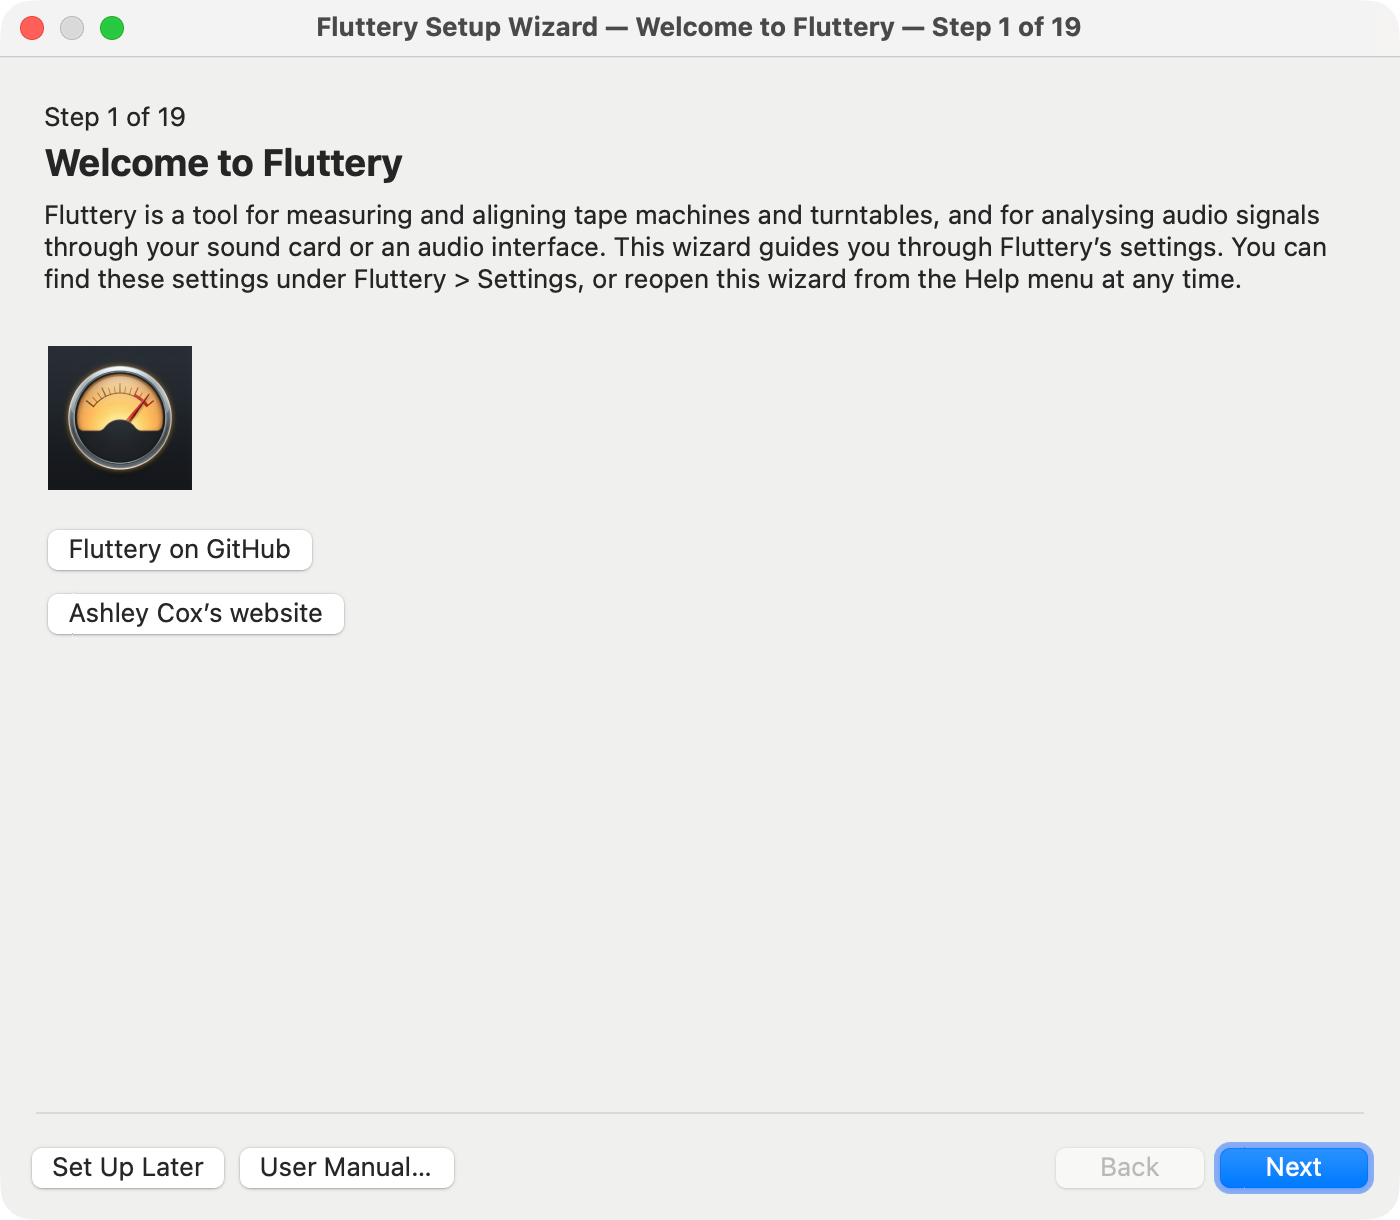 Fluttery Setup Wizard — Welcome to Fluttery — Step 1 of 19
Step 1 of 19
Welcome to Fluttery
Fluttery is a tool for measuring and aligning tape machines and turntables, and for analysing audio signals
through your sound card or an audio interface. This wizard guides you through Fluttery’s settings. You can
find these settings under Fluttery > Settings, or reopen this wizard from the Help menu at any time.
Fluttery on GitHub
Ashley Cox’s website
Set Up Later
User Manual...
Back
Next